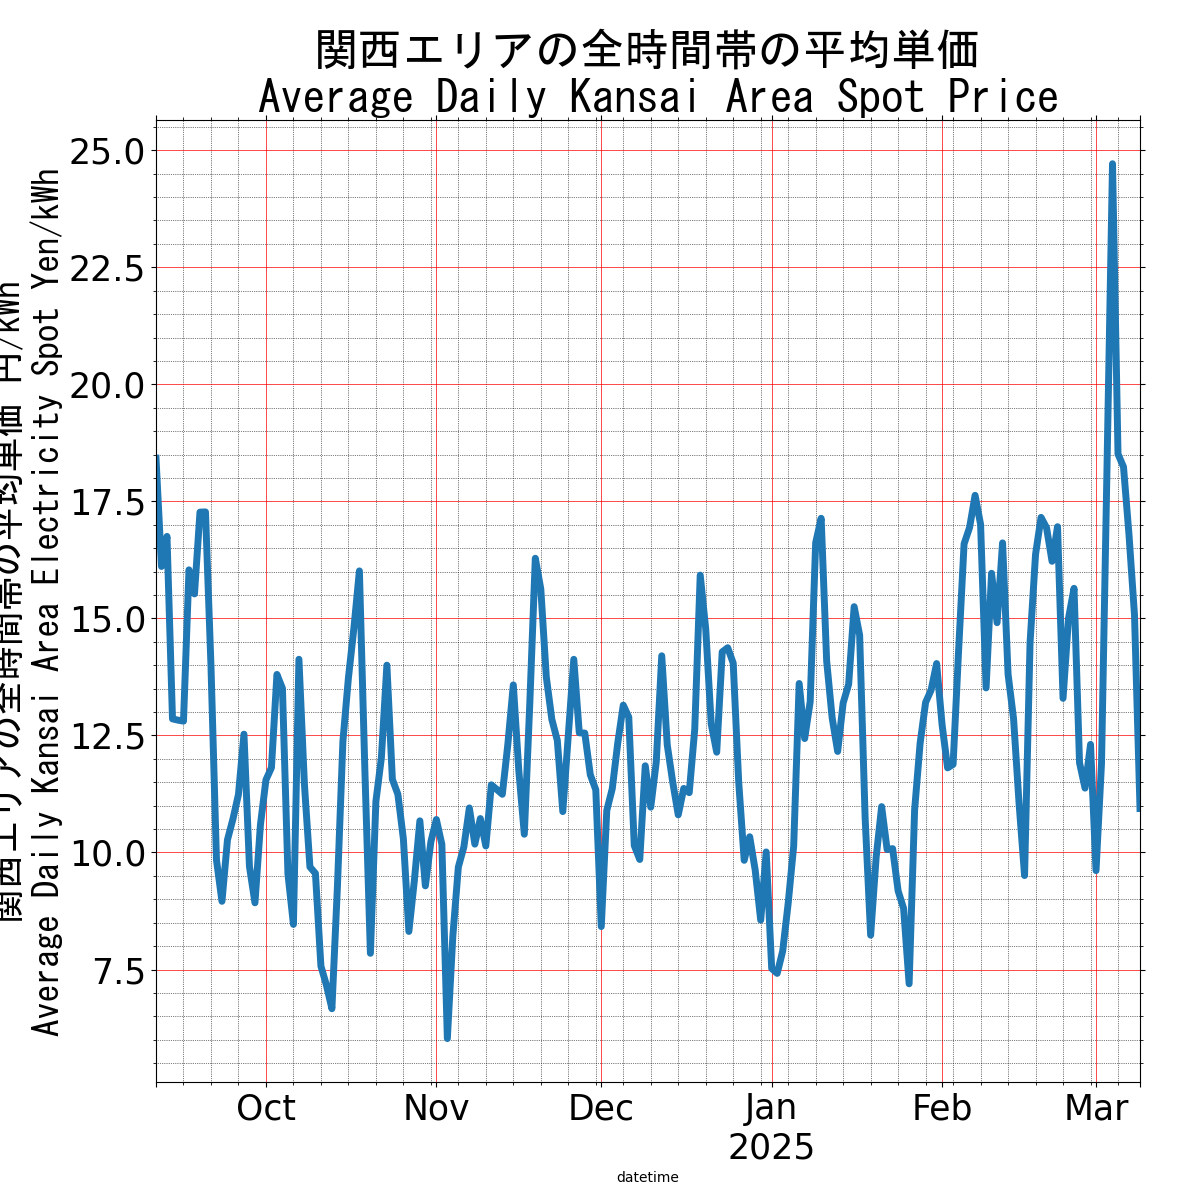 関西エリアの全時間帯の平均単価
Average Daily Kansai Area Spot Price
関西エリアの全時間帯の平均単価 円/kWh
Average Daily Kansai Area Electricity Spot Yen/kWh
25.0
22.5
20.0
17.5
15.0
12.5
10.0
7.5
Oct
Nov
Dec
Jan
2025
Feb
Mar
datetime